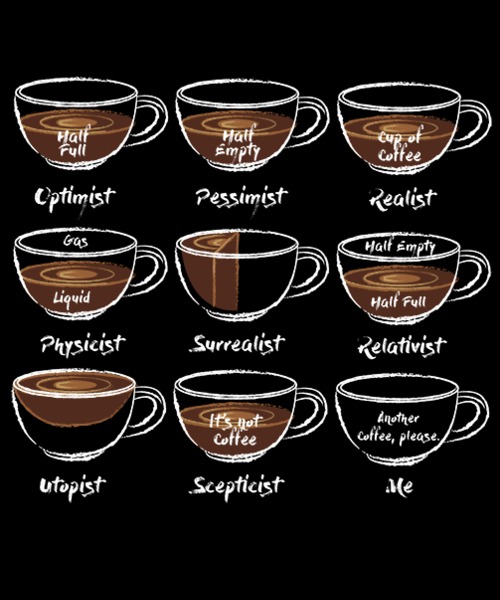 Half
Full
Half
Empty
Cup of
Coffee
Optimist
Pessimist
Realist
Gas
Liquid
Half Empty
Half Full
Physicist
Surrealist
Relativist
It's not
Coffee
Another
Coffee, please.
Utopist
Scepticist
Me